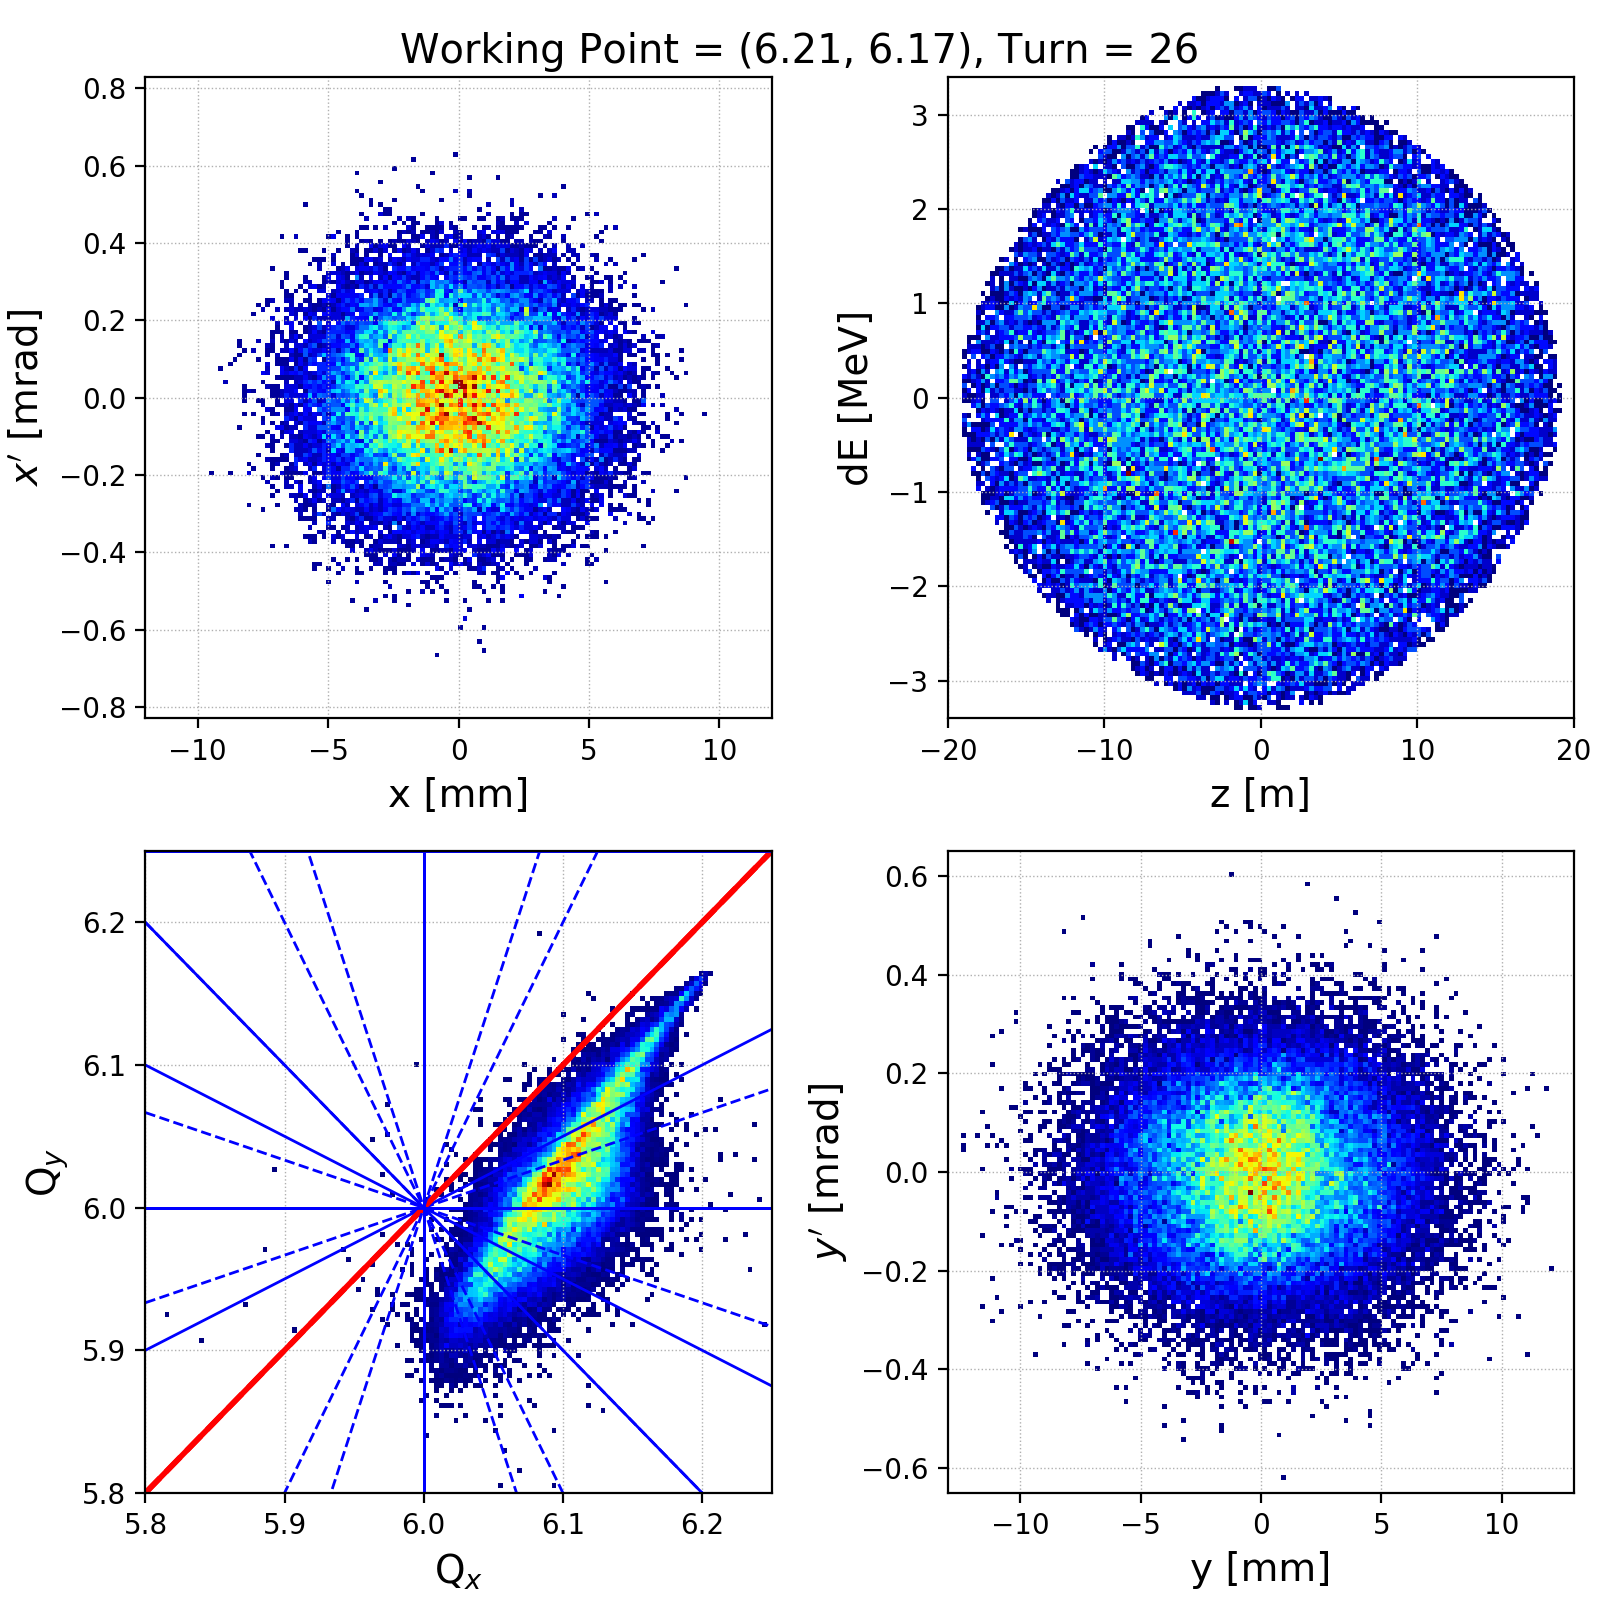 Working Point = (6.21, 6.17), Turn = 26
0.8
0.6
0.4
0.2
0.0
−0.2
−0.4
−0.6
−0.8
x′ [mrad]
−10 −5 0 5 10
x [mm]
3
2
1
0
−1
−2
−3
dE [MeV]
−20 −10 0 10 20
z [m]
6.2
6.1
6.0
5.9
5.8
Qy
5.8 5.9 6.0 6.1 6.2
Qx
0.6
0.4
0.2
0.0
−0.2
−0.4
−0.6
y′ [mrad]
−10 −5 0 5 10
y [mm]